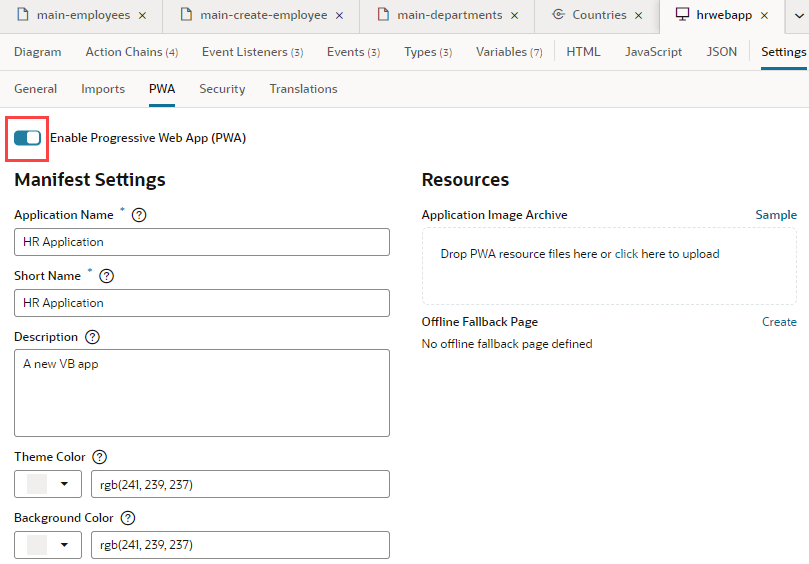 main-employees × main-create-employee × main-departments × Countries × hrwebapp ×
Diagram Action Chains (4) Event Listeners (3) Events (3) Types (3) Variables (7) HTML JavaScript JSON Settings
General Imports PWA Security Translations
Enable Progressive Web App (PWA)
Manifest Settings
Application Name * ?
HR Application
Short Name * ?
HR Application
Description ?
A new VB app
Theme Color ?
rgb(241, 239, 237)
Background Color ?
rgb(241, 239, 237)
Resources
Application Image Archive Sample
Drop PWA resource files here or click here to upload
Offline Fallback Page Create
No offline fallback page defined